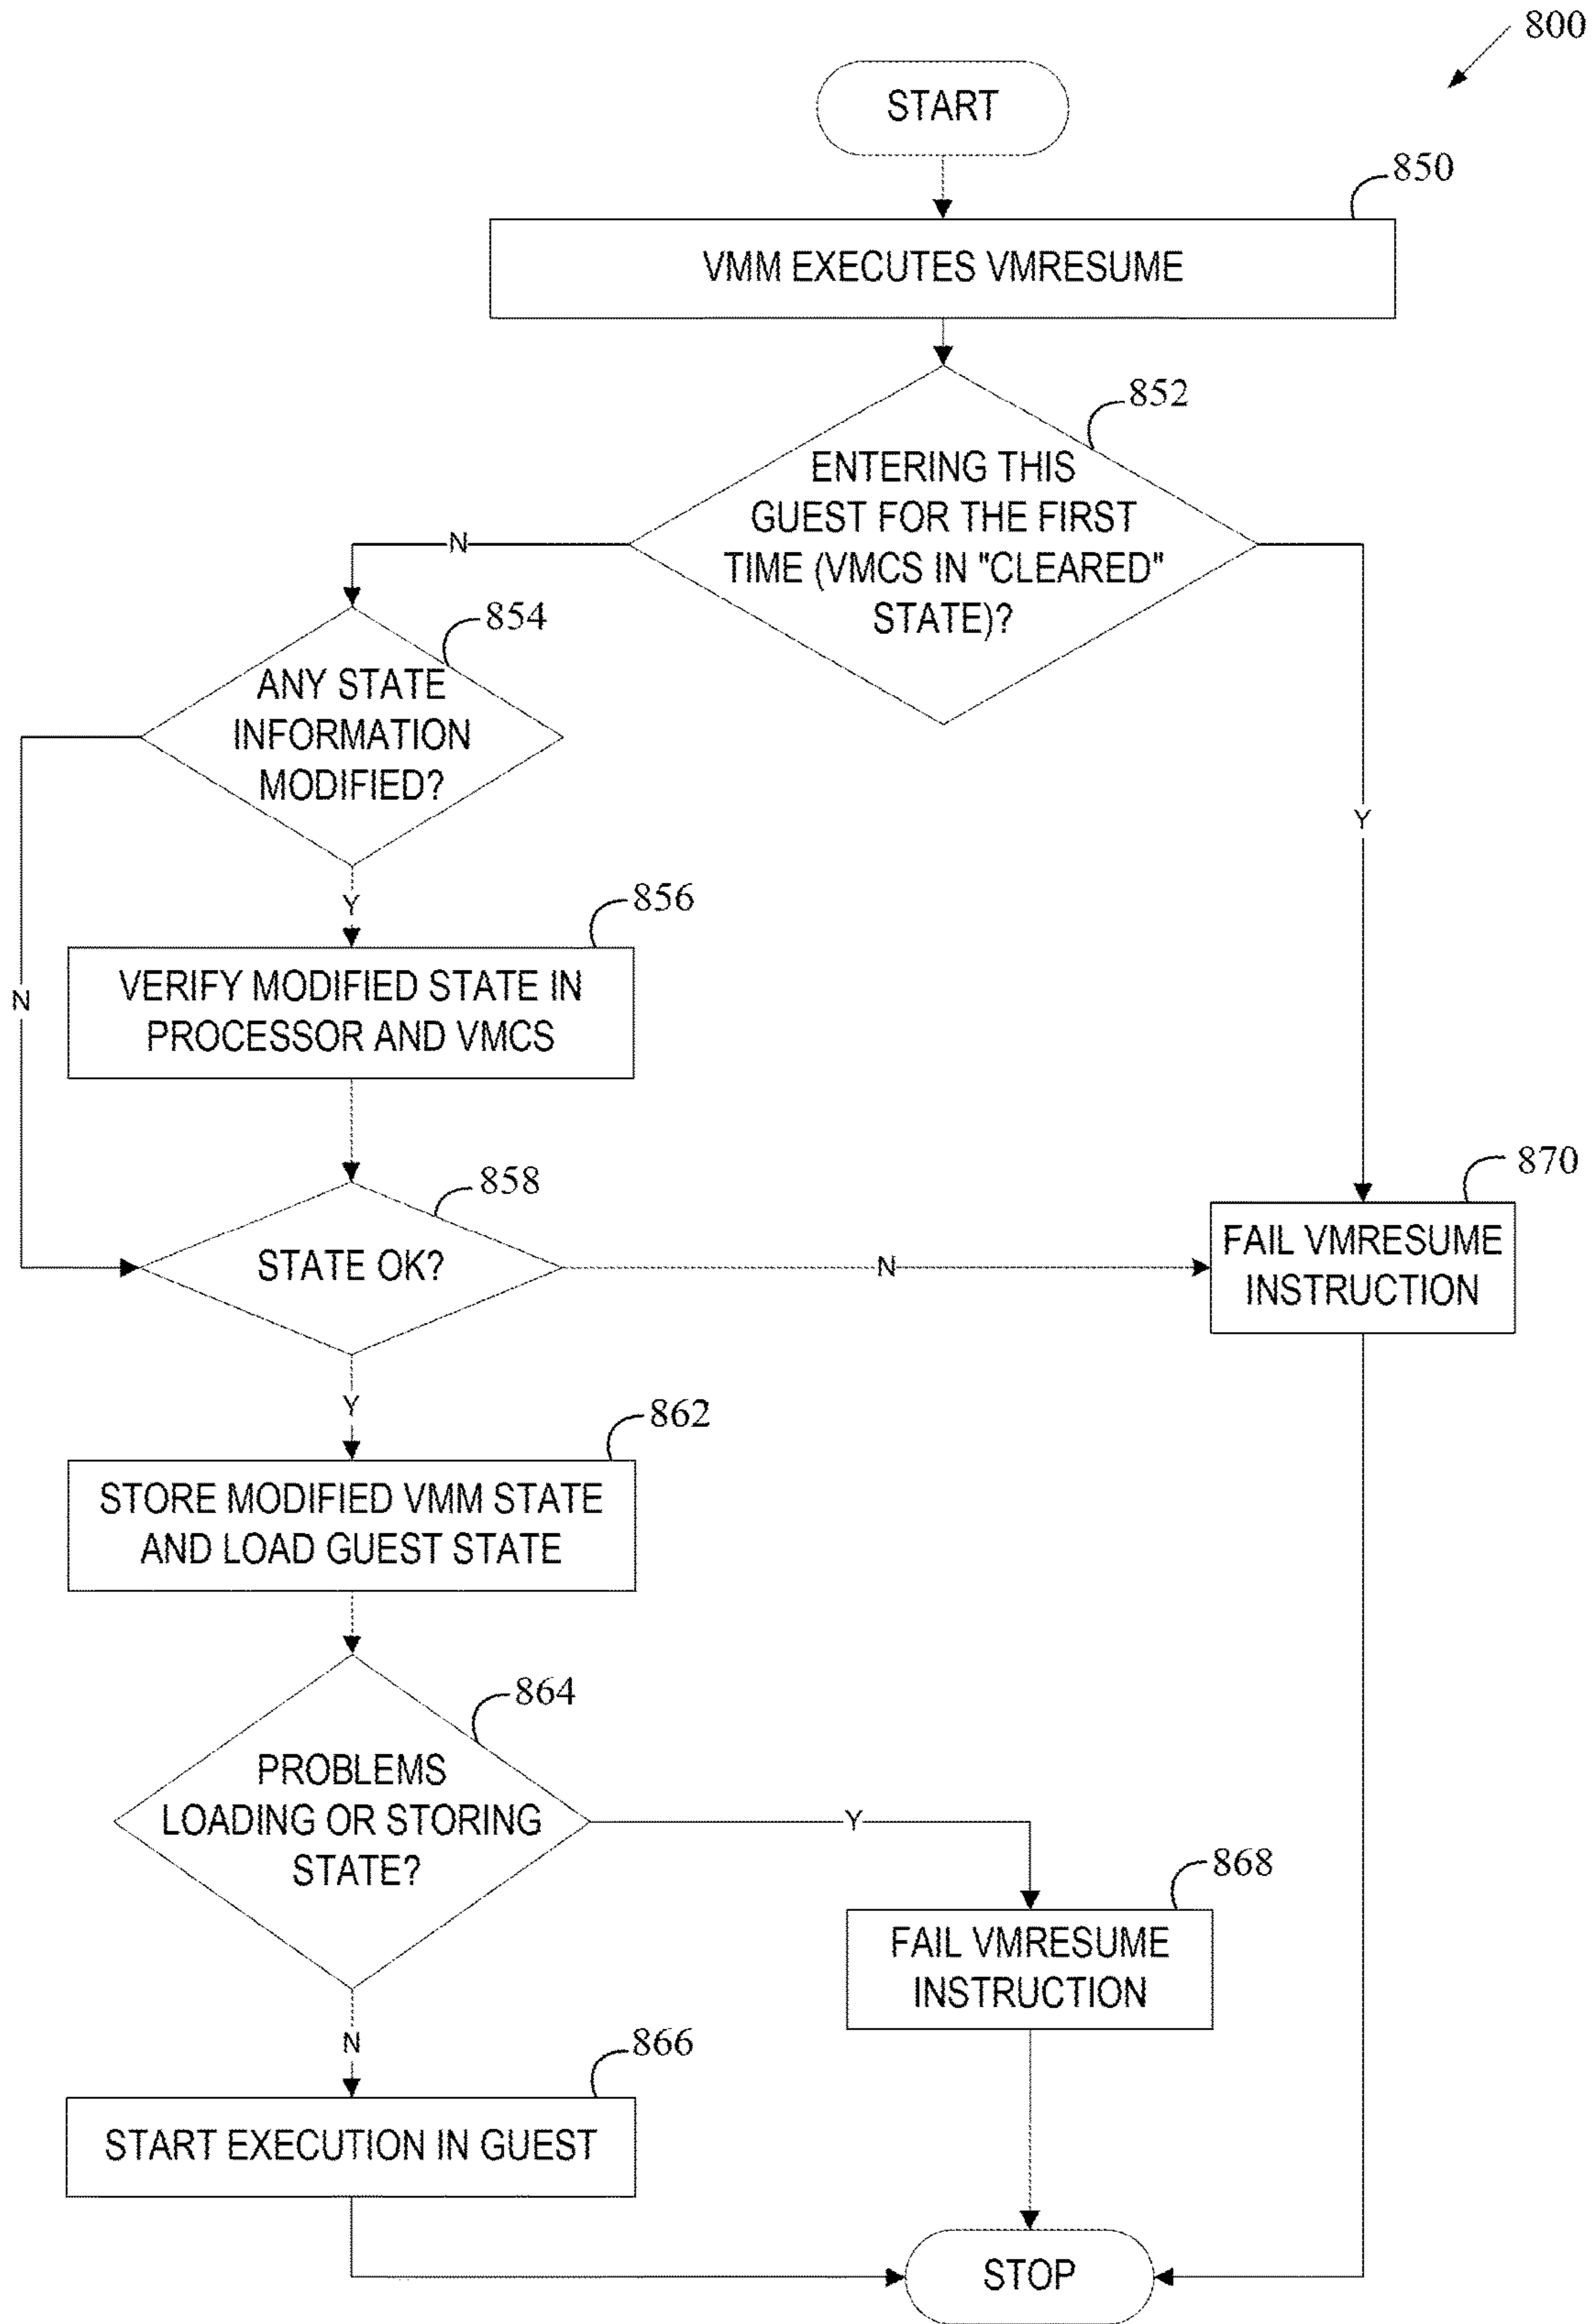 800
START
850
VMM EXECUTES VMRESUME
852
ENTERING THIS
GUEST FOR THE FIRST
TIME (VMCS IN "CLEARED"
STATE)?
N
Y
854
ANY STATE
INFORMATION
MODIFIED?
Y
N
856
VERIFY MODIFIED STATE IN
PROCESSOR AND VMCS
858
STATE OK?
N
870
FAIL VMRESUME
INSTRUCTION
Y
862
STORE MODIFIED VMM STATE
AND LOAD GUEST STATE
864
PROBLEMS
LOADING OR STORING
STATE?
Y
868
FAIL VMRESUME
INSTRUCTION
N
866
START EXECUTION IN GUEST
STOP